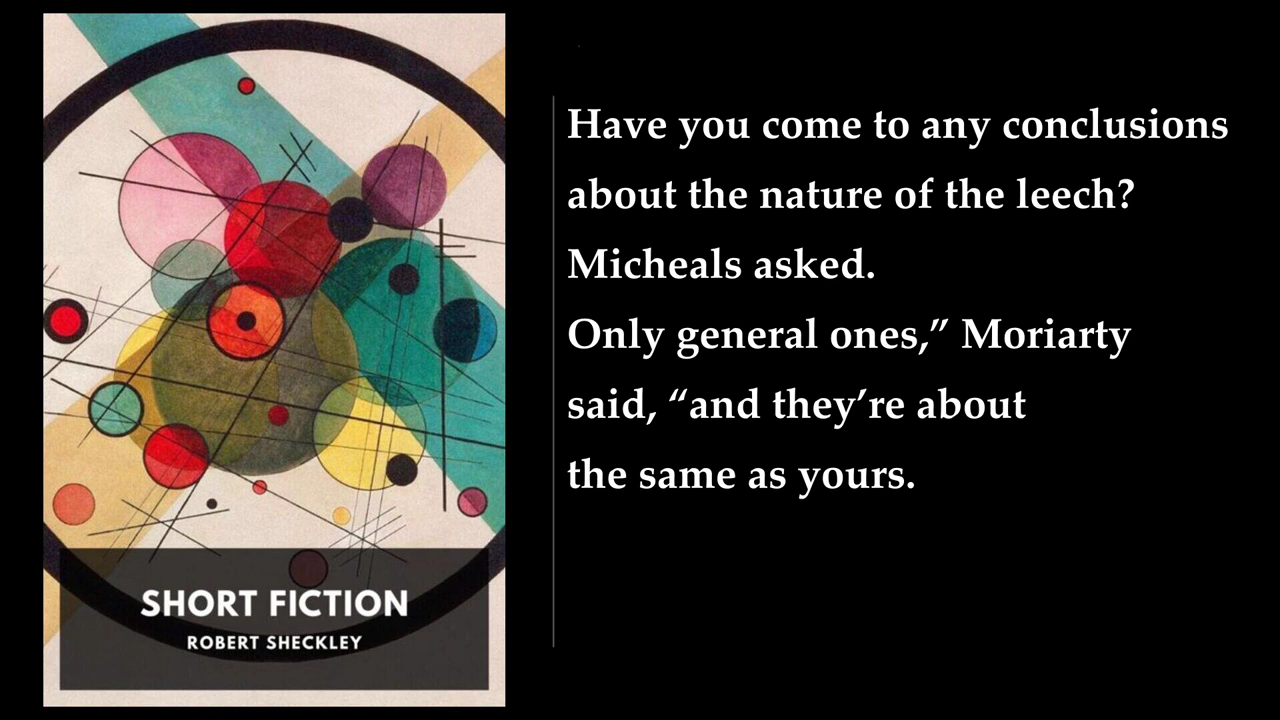 SHORT FICTION
ROBERT SHECKLEY
Have you come to any conclusions
about the nature of the leech?
Micheals asked.
Only general ones,” Moriarty
said, “and they’re about
the same as yours.